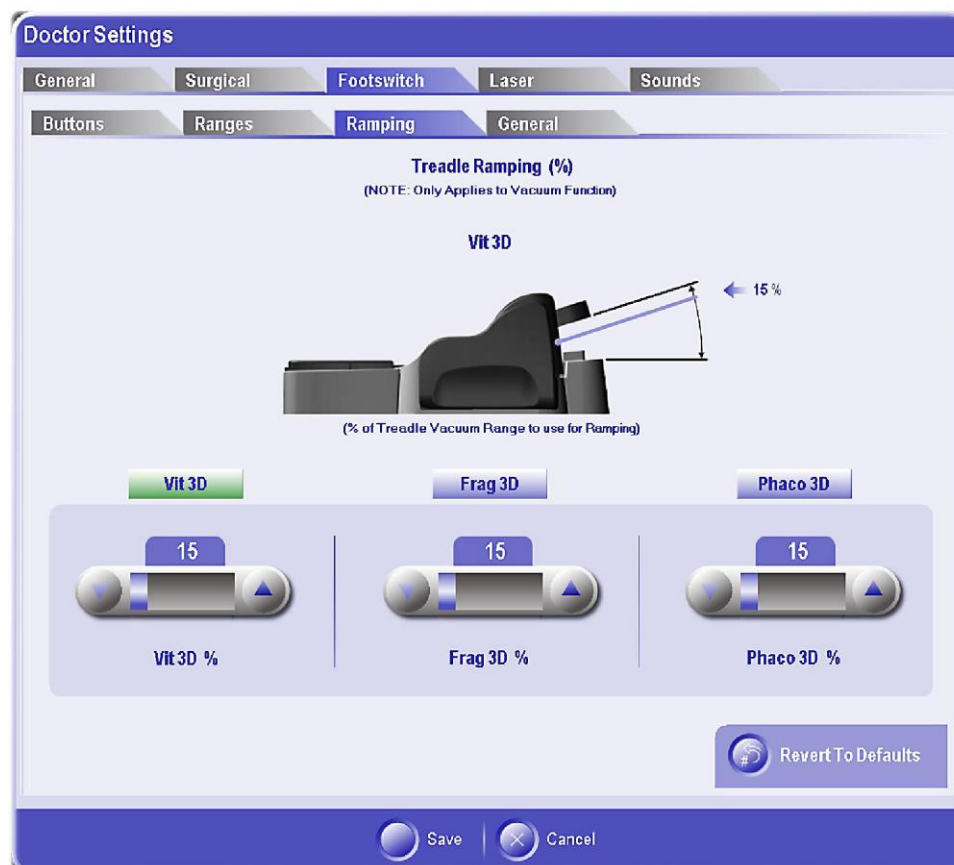 Doctor Settings
General Surgical Footswitch Laser Sounds
Buttons Ranges Ramping General
Treadle Ramping (%)
(NOTE: Only Applies to Vacuum Function)
Vit 3D
15 %
(% of Treadle Vacuum Range to use for Ramping)
Vit 3D Frag 3D Phaco 3D
15 15 15
Vit 3D % Frag 3D % Phaco 3D %
# Revert To Defaults
Save Cancel